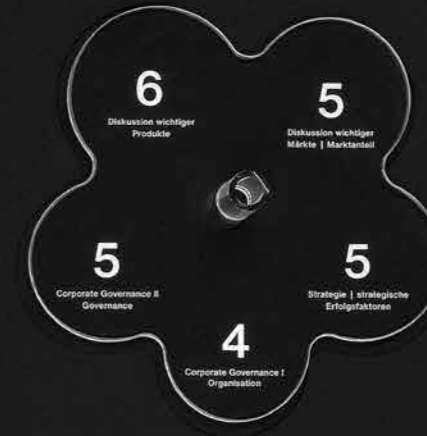 6
Diskussion wichtiger
Produkte
5
Diskussion wichtiger
Märkte | Marktanteil
5
Corporate Governance II
Governance
5
Strategie | strategische
Erfolgsfaktoren
4
Corporate Governance I
Organisation